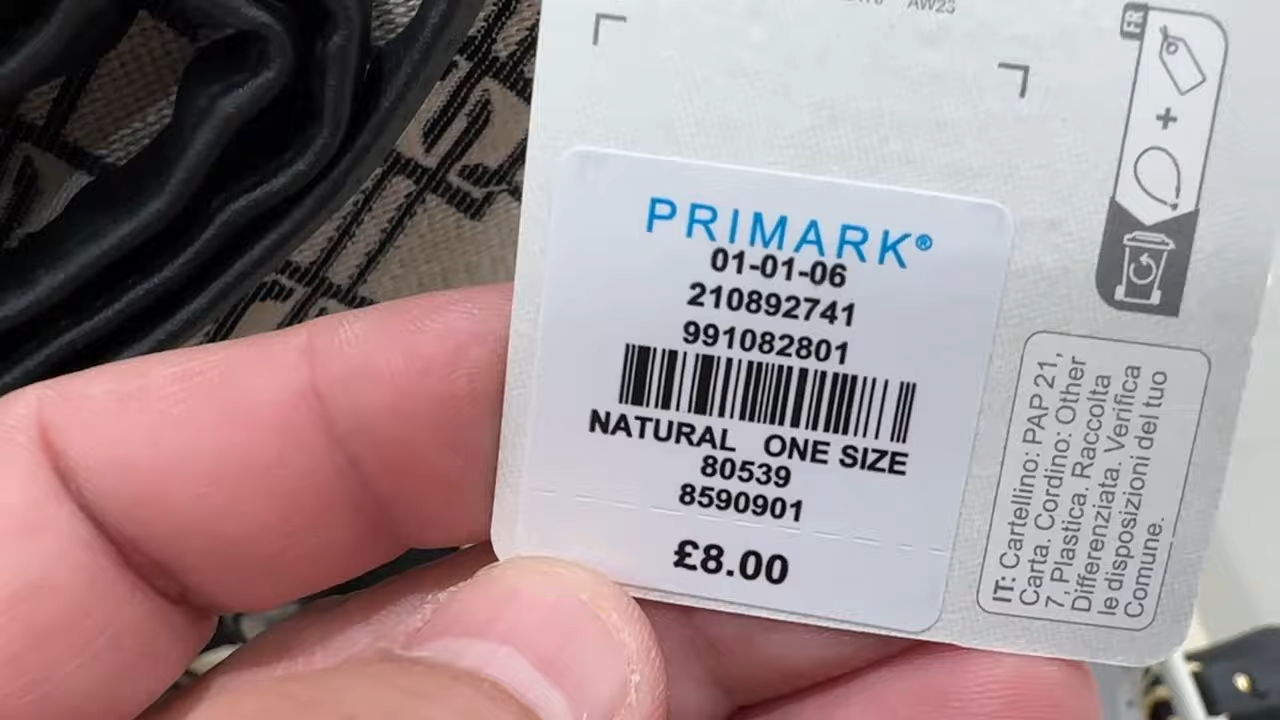 AW23
PRIMARK®
01-01-06
210892741
991082801
NATURAL ONE SIZE
80539
8590901
£8.00
FR
+
IT: Cartellino: PAP 21,
Carta. Cordino: Other
7, Plastica. Raccolta
Differenziata. Verifica
le disposizioni del tuo
Comune.